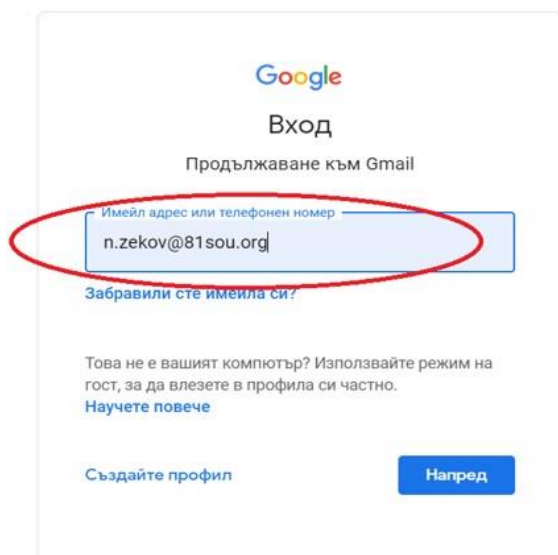 Google
Вход
Продължаване към Gmail
Имейл адрес или телефонен номер
n.zekov@81sou.org
Забравили сте имейла си?
Това не е вашият компютър? Използвайте режим на
гост, за да влезете в профила си частно.
Научете повече
Създайте профил
Напред